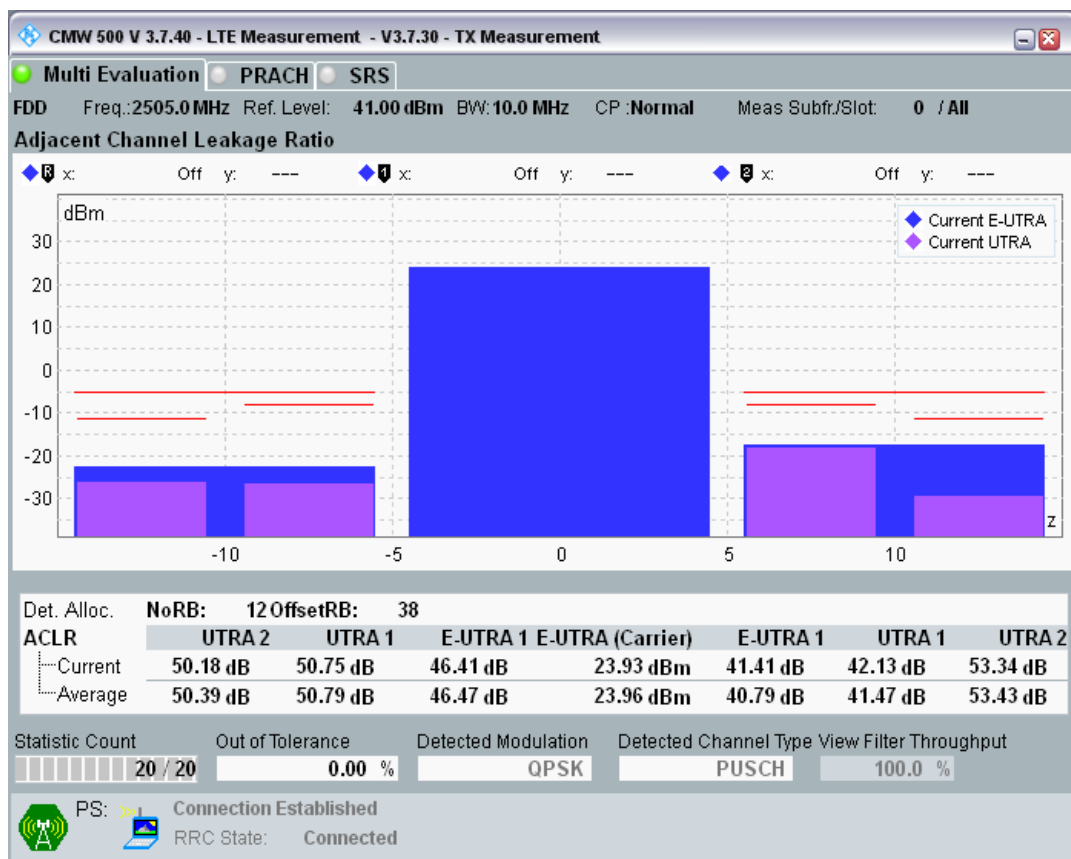 CMW 500 V 3.7.40 - LTE Measurement - V3.7.30 - TX Measurement
Multi Evaluation PRACH SRS
FDD Freq.:2505.0 MHz Ref. Level: 41.00 dBm BW: 10.0 MHz CP :Normal Meas Subfr./Slot: 0 / All
Adjacent Channel Leakage Ratio
R x: Off y: --- 1 x: Off y: --- 2 x: Off y: ---
dBm
Current E-UTRA
Current UTRA
30
20
10
0
-10
-20
-30
z
-10 -5 0 5 10
Det. Alloc. NoRB: 12 OffsetRB: 38
ACLR UTRA 2 UTRA 1 E-UTRA 1 E-UTRA (Carrier) E-UTRA 1 UTRA 1 UTRA 2
Current 50.18 dB 50.75 dB 46.41 dB 23.93 dBm 41.41 dB 42.13 dB 53.34 dB
Average 50.39 dB 50.79 dB 46.47 dB 23.96 dBm 40.79 dB 41.47 dB 53.43 dB
Statistic Count Out of Tolerance Detected Modulation Detected Channel Type View Filter Throughput
20 / 20 0.00 % QPSK PUSCH 100.0 %
PS: Connection Established
RRC State: Connected